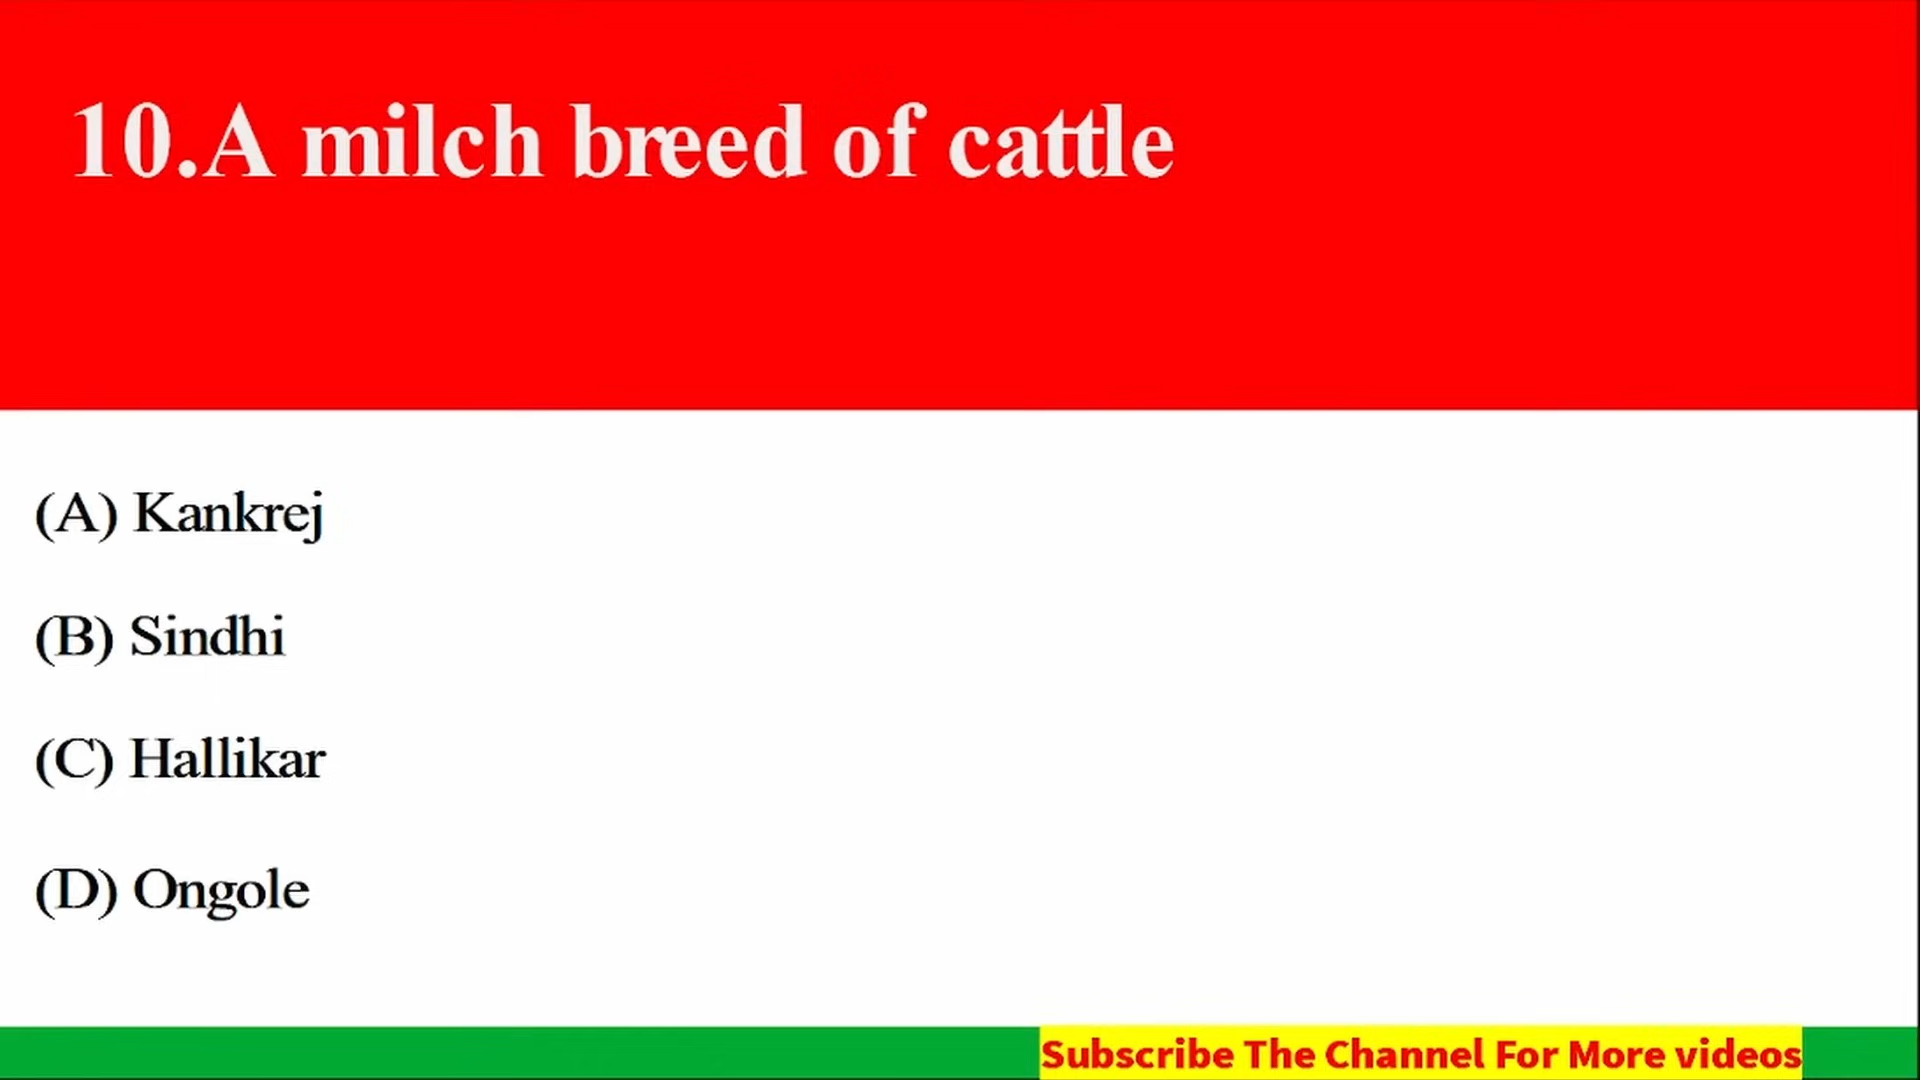 10.A milch breed of cattle
(A) Kankrej
(B) Sindhi
(C) Hallikar
(D) Ongole
Subscribe The Channel For More videos